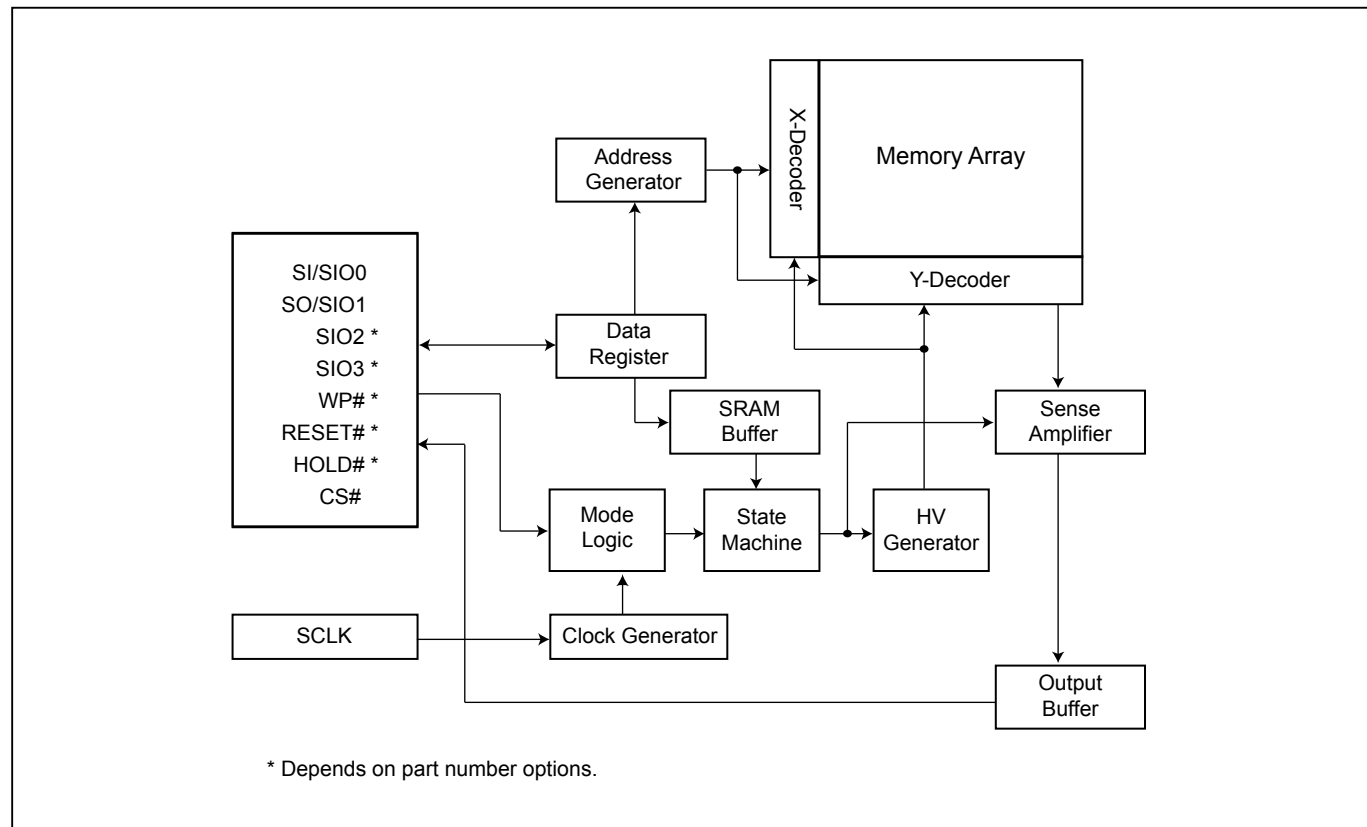 X-Decoder
Memory Array
Address
Generator
Y-Decoder
SI/SIO0
SO/SIO1
SIO2 *
SIO3 *
WP# *
RESET# *
HOLD# *
CS#
Data
Register
SRAM
Buffer
Sense
Amplifier
Mode
Logic
State
Machine
HV
Generator
SCLK
Clock Generator
Output
Buffer
* Depends on part number options.